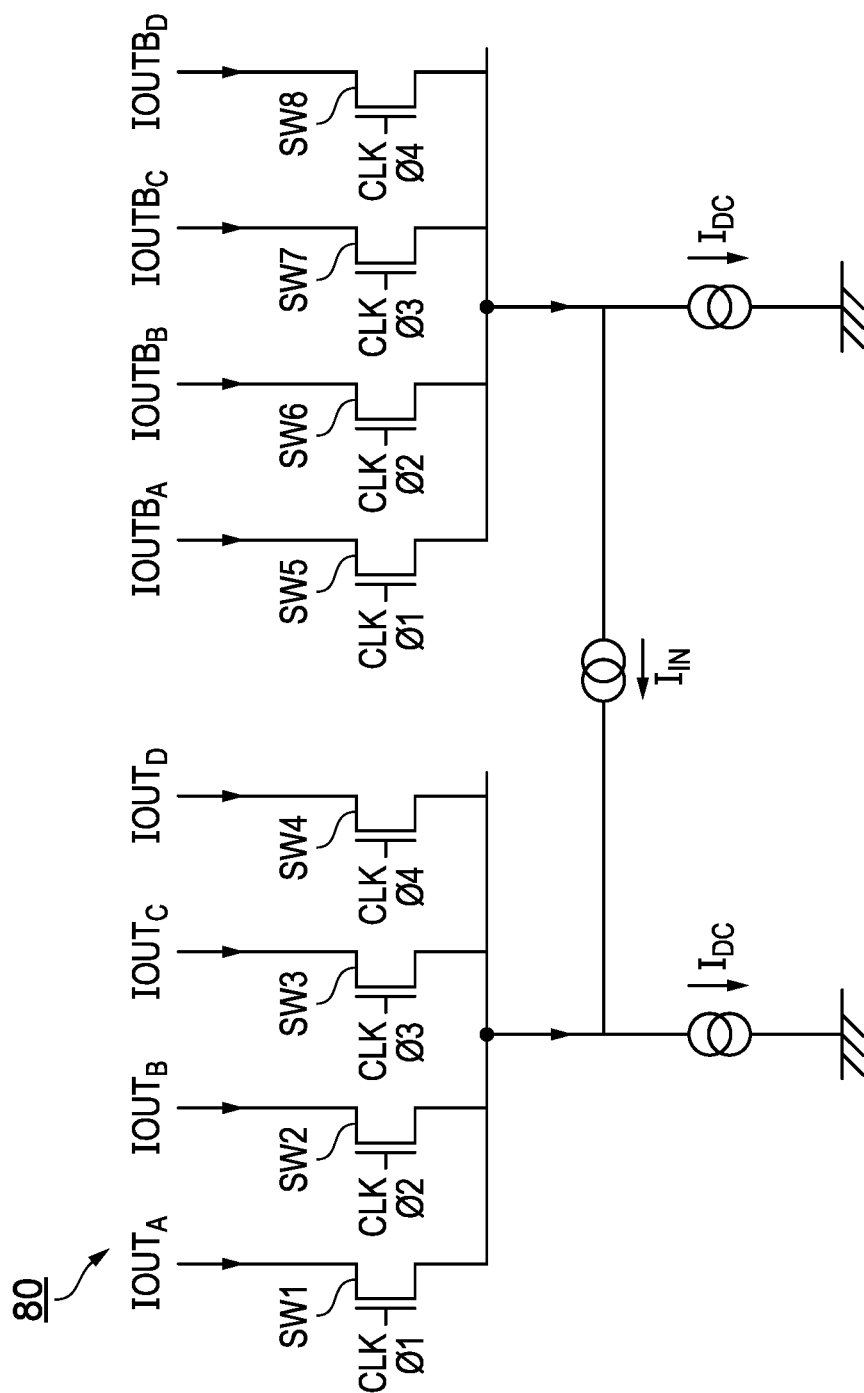 80
IOUT_A
IOUT_B
IOUT_C
IOUT_D
IOUTB_A
IOUTB_B
IOUTB_C
IOUTB_D
SW1
SW2
SW3
SW4
SW5
SW6
SW7
SW8
CLK
Ø1
CLK
Ø2
CLK
Ø3
CLK
Ø4
CLK
Ø1
CLK
Ø2
CLK
Ø3
CLK
Ø4
I_IN
I_DC
I_DC